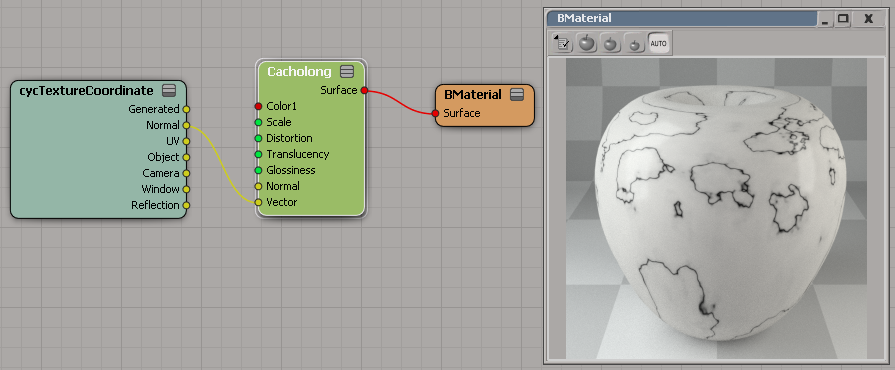 cycTextureCoordinate
Generated
Normal
UV
Object
Camera
Window
Reflection
Cacholong
Surface
Color1
Scale
Distortion
Translucency
Glossiness
Normal
Vector
BMaterial
Surface
BMaterial
AUTO